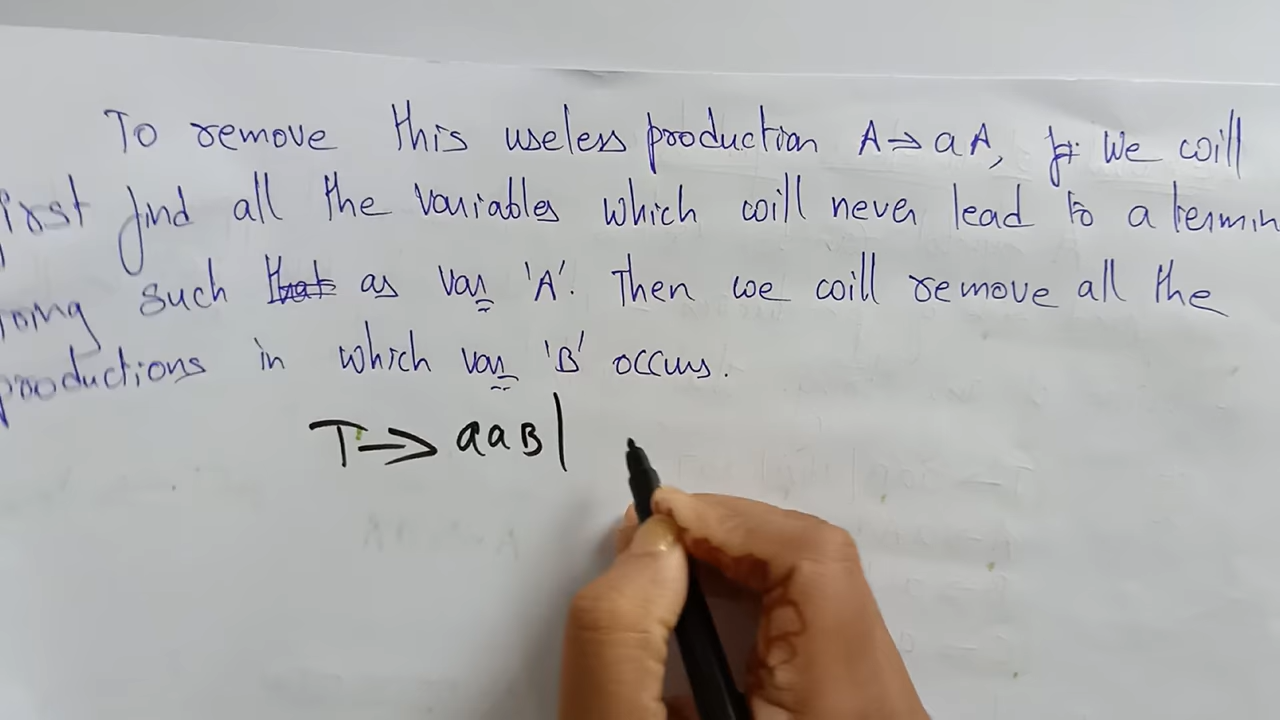 To remove this useless production A → aA, We will
first find all the variables which will never lead to a termin
such as var 'A'. Then we will remove all the
productions in which var 'B' occurs.
T → aaB|